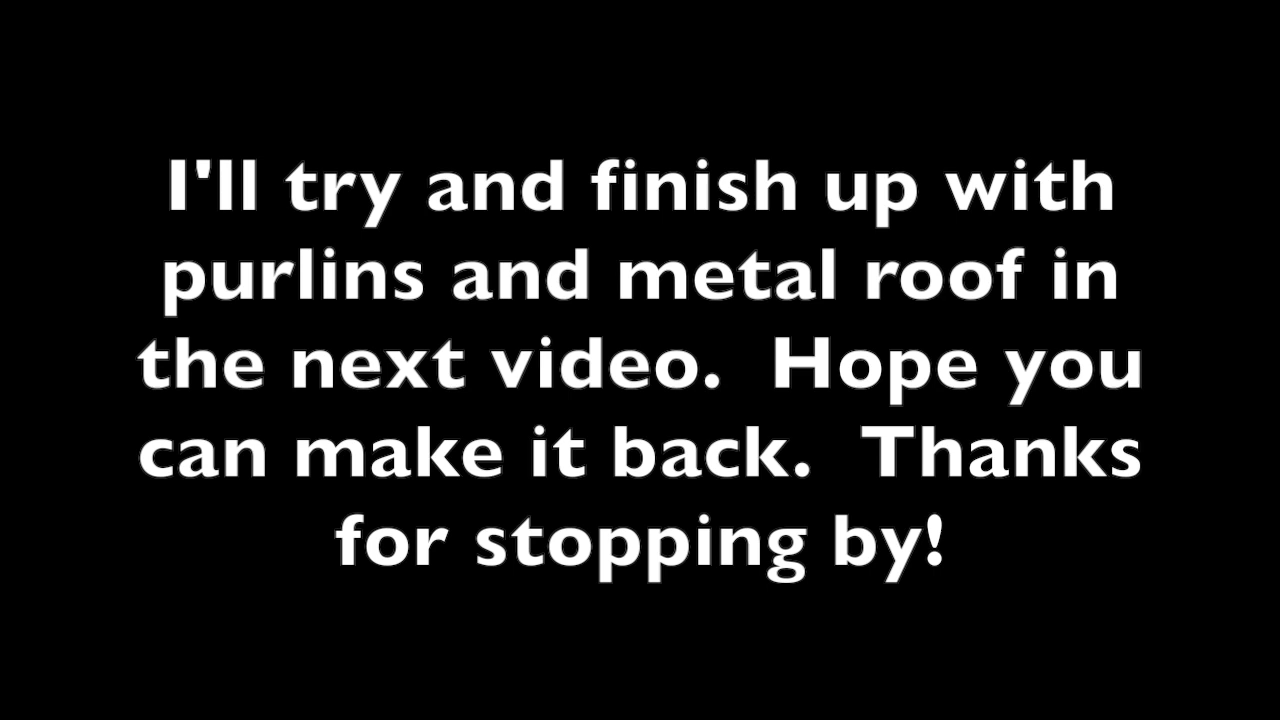 I'll try and finish up with
purlins and metal roof in
the next video.  Hope you
can make it back.  Thanks
for stopping by!